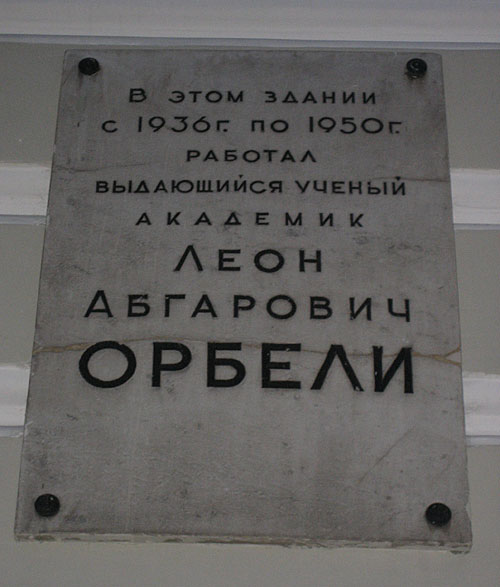 В ЭТОМ ЗДАНИИ
С 1936г. ПО 1950г.
РАБОТАЛ
ВЫДАЮЩИЙСЯ УЧЕНЫЙ
АКАДЕМИК
ЛЕОН
АБГАРОВИЧ
ОРБЕЛИ